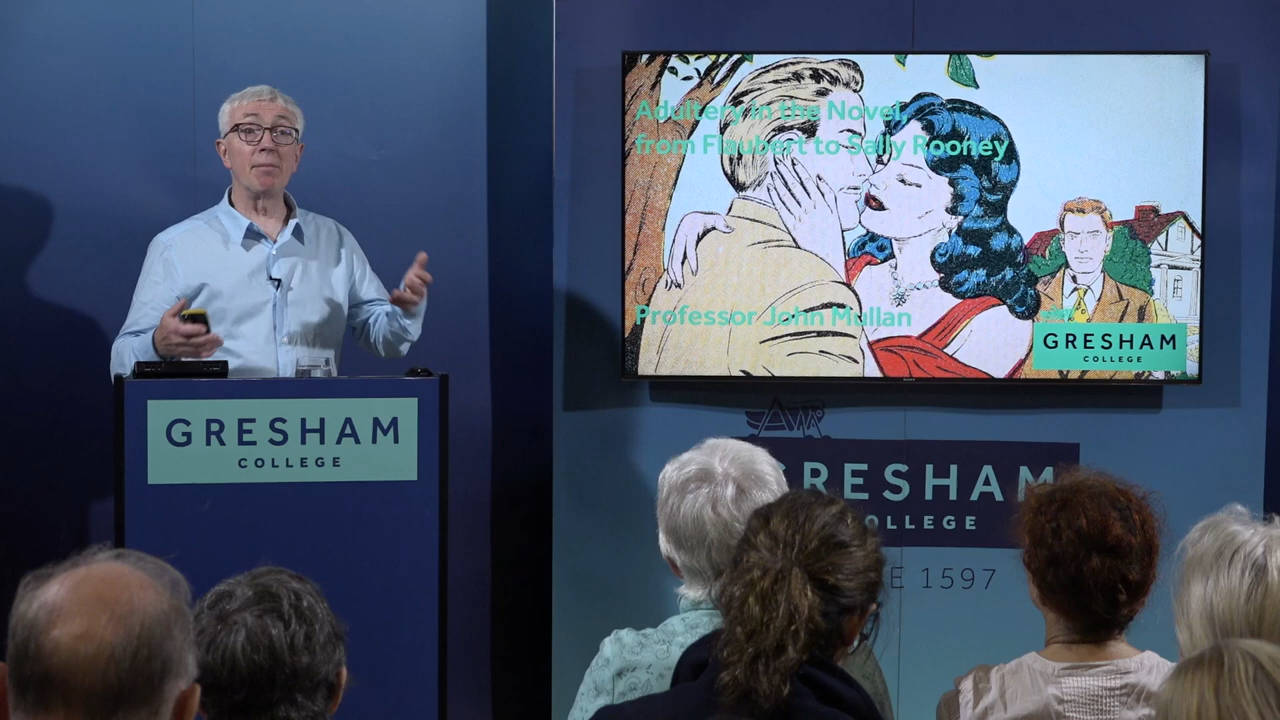 Adultery in the Novel,
from Flaubert to Sally Rooney
Professor John Mullan
GRESHAM
COLLEGE
GRESHAM
COLLEGE
GRESHAM
COLLEGE
1597